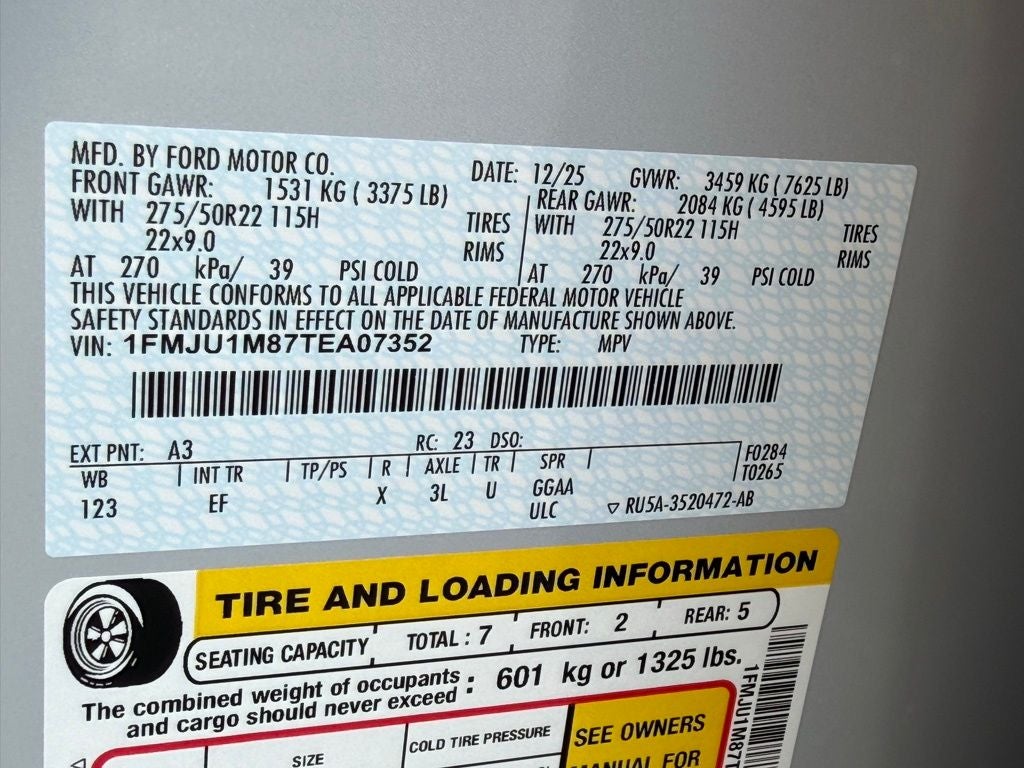 MFD. BY FORD MOTOR CO. DATE: 12/25 GVWR: 3459 KG ( 7625 LB)
FRONT GAWR: 1531 KG ( 3375 LB) REAR GAWR: 2084 KG ( 4595 LB)
WITH 275/50R22 115H TIRES WITH 275/50R22 115H TIRES
22x9.0 RIMS 22x9.0 RIMS
AT 270 kPa/ 39 PSI COLD AT 270 kPa/ 39 PSI COLD
THIS VEHICLE CONFORMS TO ALL APPLICABLE FEDERAL MOTOR VEHICLE
SAFETY STANDARDS IN EFFECT ON THE DATE OF MANUFACTURE SHOWN ABOVE.
VIN: 1FMJU1M87TEA07352 TYPE: MPV
EXT PNT: A3 RC: 23 DSO:
WB INT TR TP/PS R AXLE TR SPR F0284
T0265
123 EF X 3L U GGAA
ULC ▽ RU5A-3520472-AB
TIRE AND LOADING INFORMATION
SEATING CAPACITY TOTAL : 7 FRONT: 2 REAR: 5
The combined weight of occupants
and cargo should never exceed : 601 kg or 1325 lbs.
SIZE COLD TIRE PRESSURE SEE OWNERS
MANUAL FOR
1FMJU1M87T